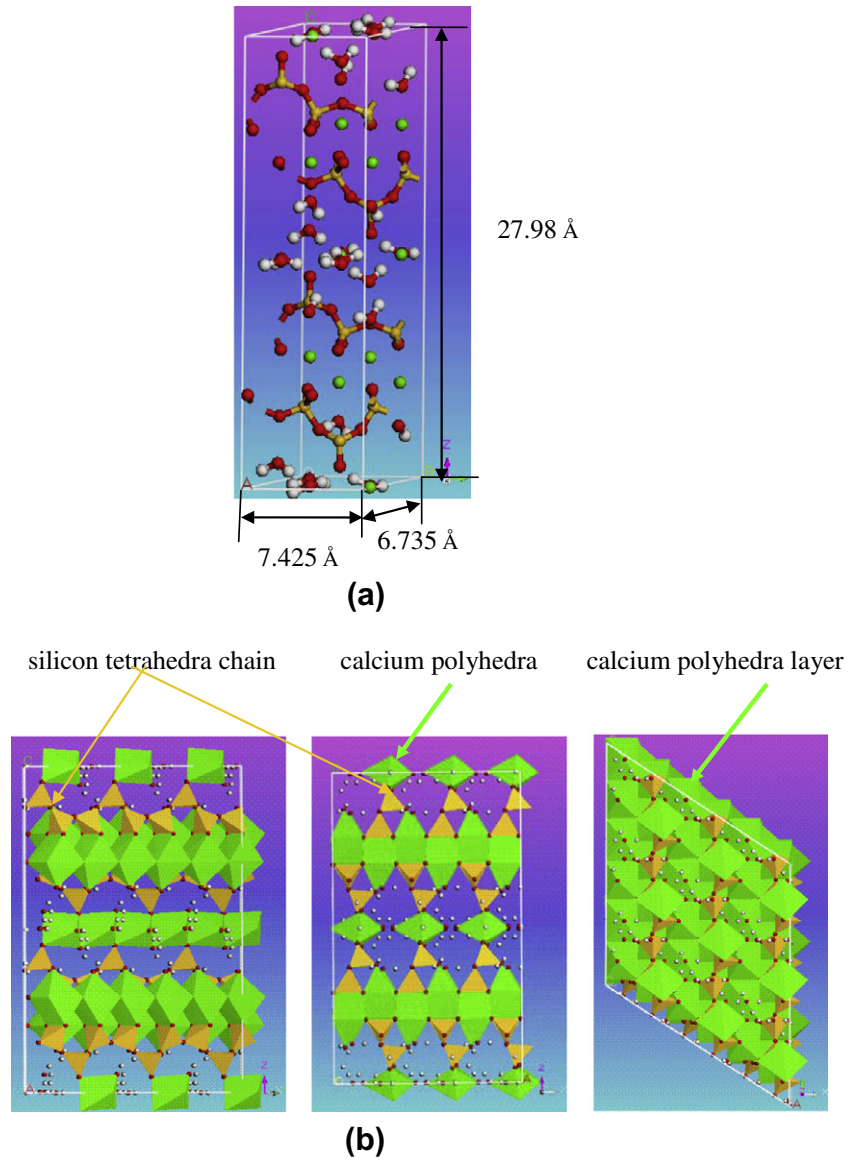 27.98 Å
6.735 Å
7.425 Å
(a)
silicon tetrahedra chain
calcium polyhedra
calcium polyhedra layer
(b)